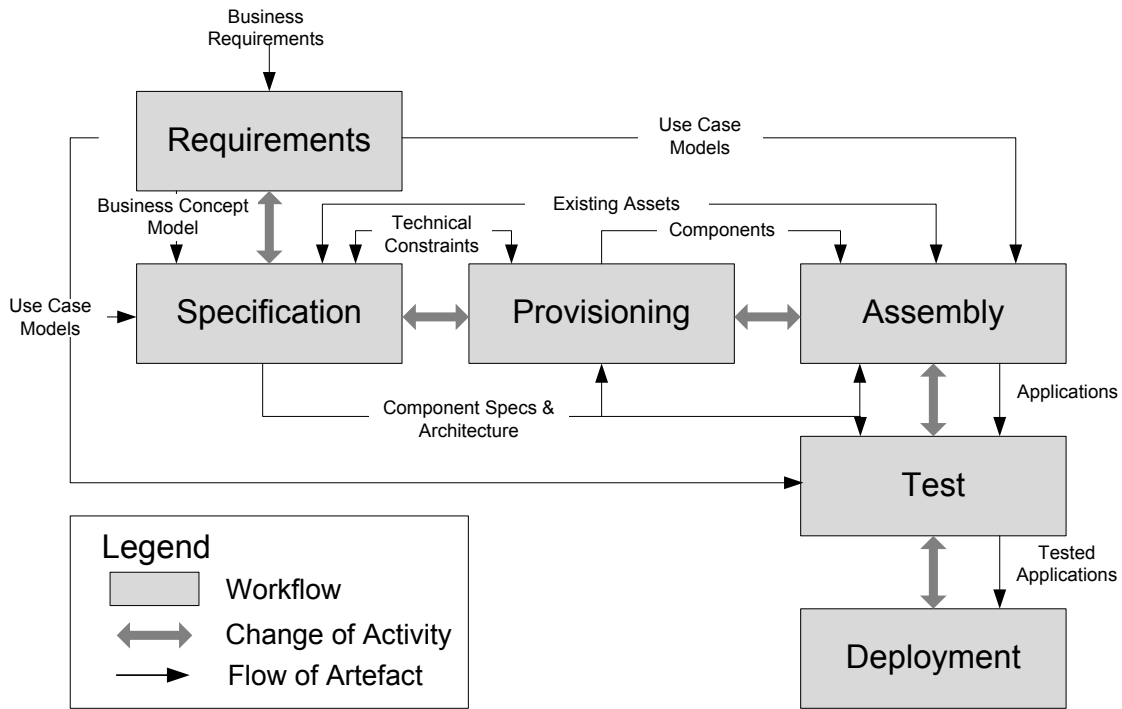 Business
Requirements
Requirements
Use Case
Models
Business Concept
Model
Existing Assets
Technical
Constraints
Components
Use Case
Models
Specification
Provisioning
Assembly
Component Specs &
Architecture
Applications
Test
Tested
Applications
Deployment
Legend
Workflow
Change of Activity
Flow of Artefact